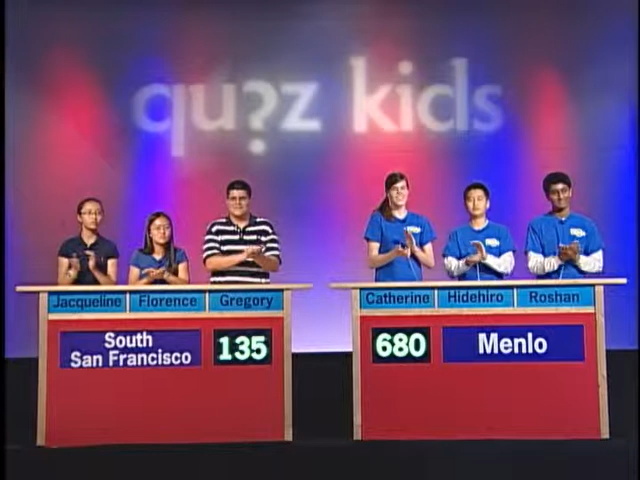 qu?z kids
Jacqueline Florence Gregory
Catherine Hidehiro Roshan
South
San Francisco
135
680
Menlo